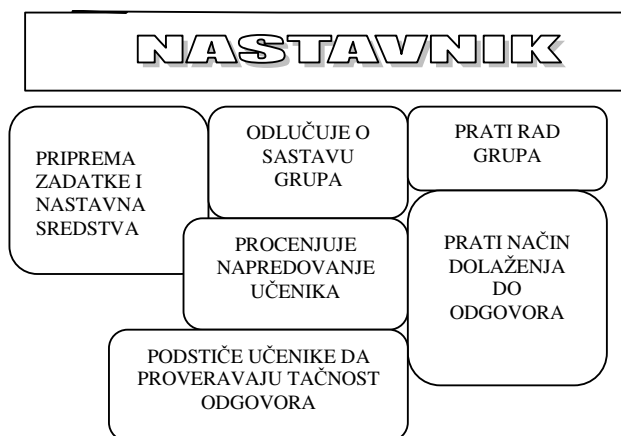 NASTAVNIK
PRIPREMA
ZADATKE I
NASTAVNA
SREDSTVA
ODLUČUJE O
SASTAVU
GRUPA
PRATI RAD
GRUPA
PROCENJUJE
NAPREDOVANJE
UČENIKA
PRATI NAČIN
DOLAŽENJA
DO
ODGOVORA
PODSTIČE UČENIKE DA
PROVERAVAJU TAČNOST
ODGOVORA